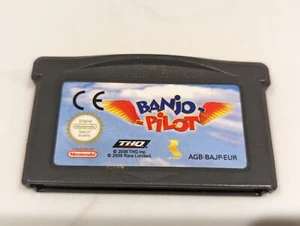 CE
BANJO-
-PILOT
Nintendo
THQ
© 2005 THQ Inc.
© 2005 Rare Limited.
AGB-BAJP-EUR